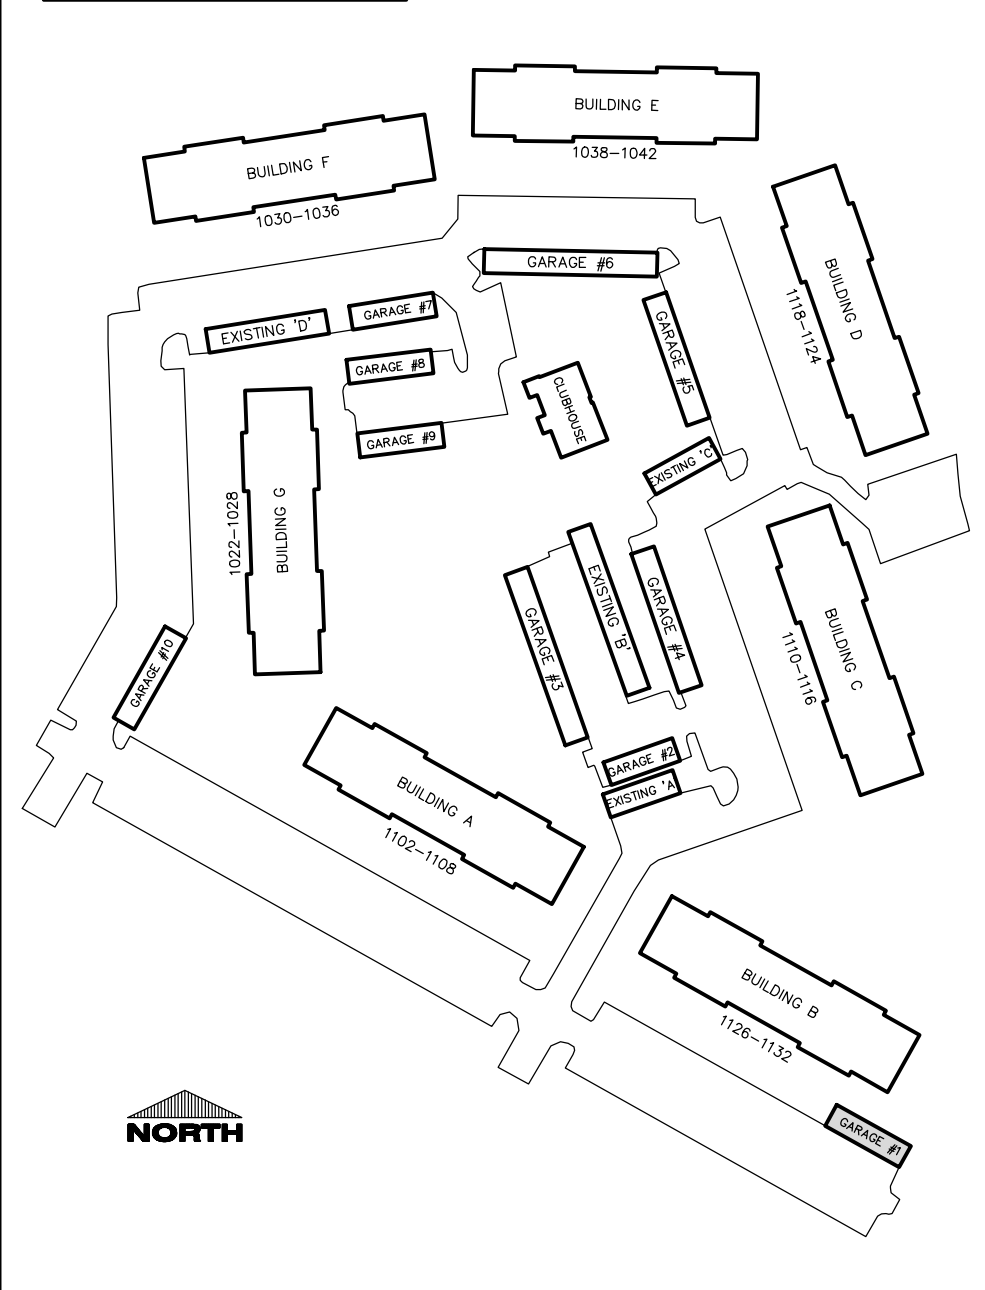 BUILDING E
1038-1042
BUILDING F
1030-1036
GARAGE #6
BUILDING D
1118-1124
GARAGE #7
EXISTING 'D'
GARAGE #5
GARAGE #8
CLUBHOUSE
GARAGE #9
EXISTING 'C'
BUILDING G
1022-1028
EXISTING 'B'
GARAGE #4
GARAGE #3
BUILDING C
1110-1116
GARAGE #10
GARAGE #2
EXISTING 'A
BUILDING A
1102-1108
BUILDING B
1126-1132
GARAGE #1
NORTH